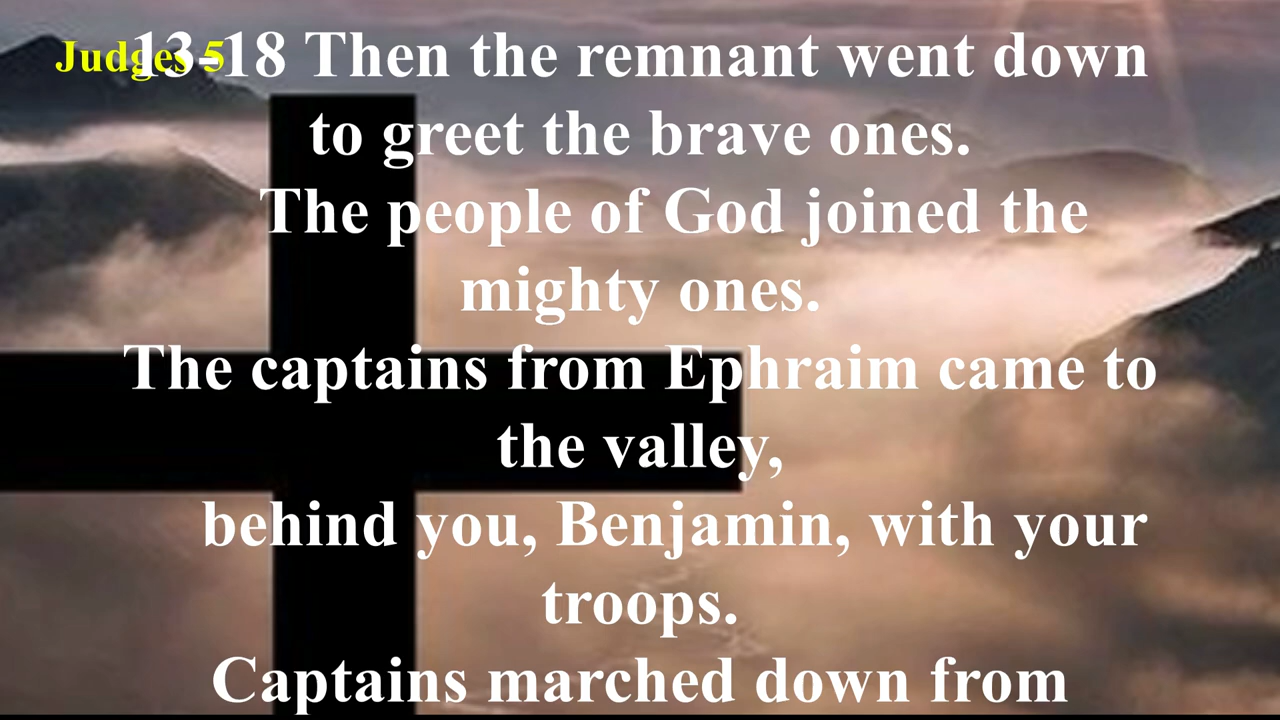 Judges 5
13-18 Then the remnant went down
to greet the brave ones.
The people of God joined the
mighty ones.
The captains from Ephraim came to
the valley,
behind you, Benjamin, with your
troops.
Captains marched down from